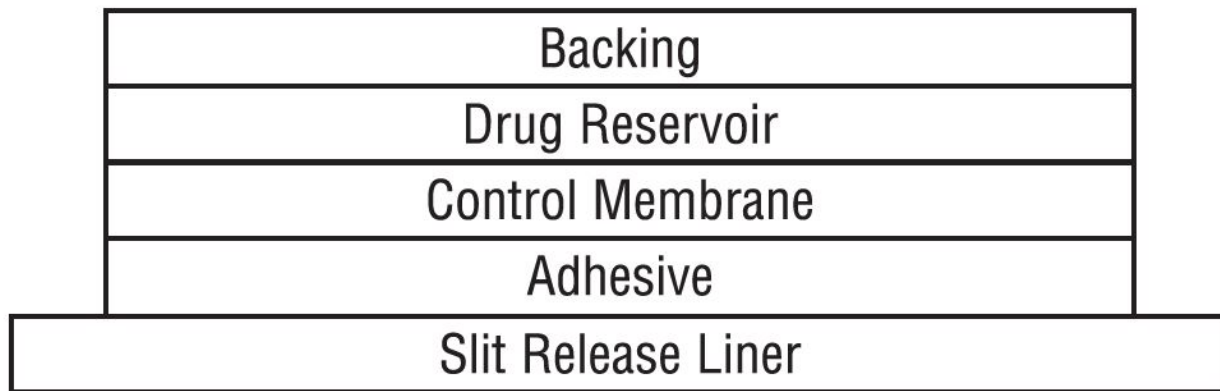 Backing
Drug Reservoir
Control Membrane
Adhesive
Slit Release Liner